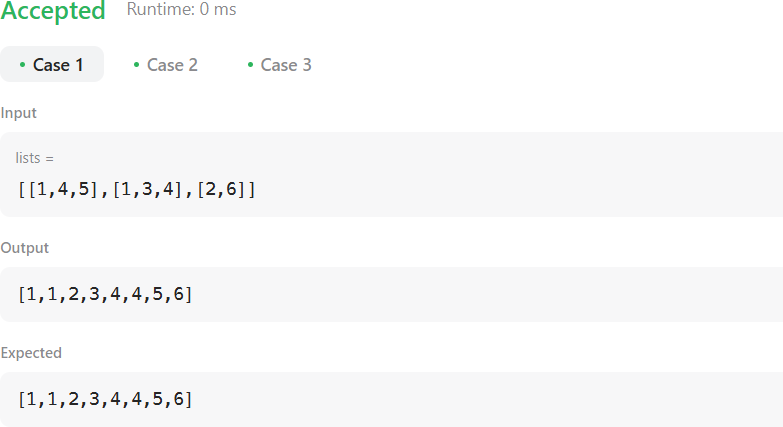 Accepted Runtime: 0 ms
• Case 1 • Case 2 • Case 3
Input
lists =
[[1,4,5],[1,3,4],[2,6]]
Output
[1,1,2,3,4,4,5,6]
Expected
[1,1,2,3,4,4,5,6]